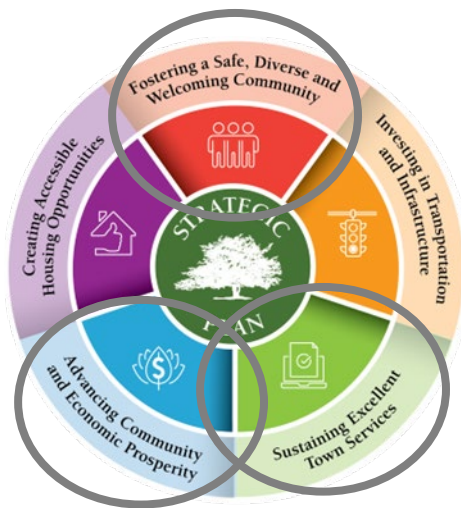 Fostering a Safe, Diverse and
Welcoming Community
Investing in Transportation
and Infrastructure
Sustaining Excellent
Town Services
Advancing Community
and Economic Prosperity
Creating Accessible
Housing Opportunities
STRATEGIC
PLAN
$